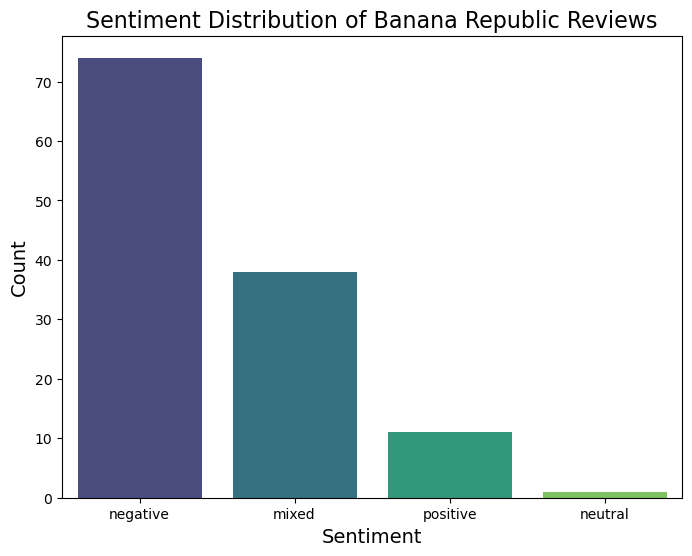 Sentiment Distribution of Banana Republic Reviews
70
60
50
40
30
20
10
0
Count
negative mixed positive neutral
Sentiment